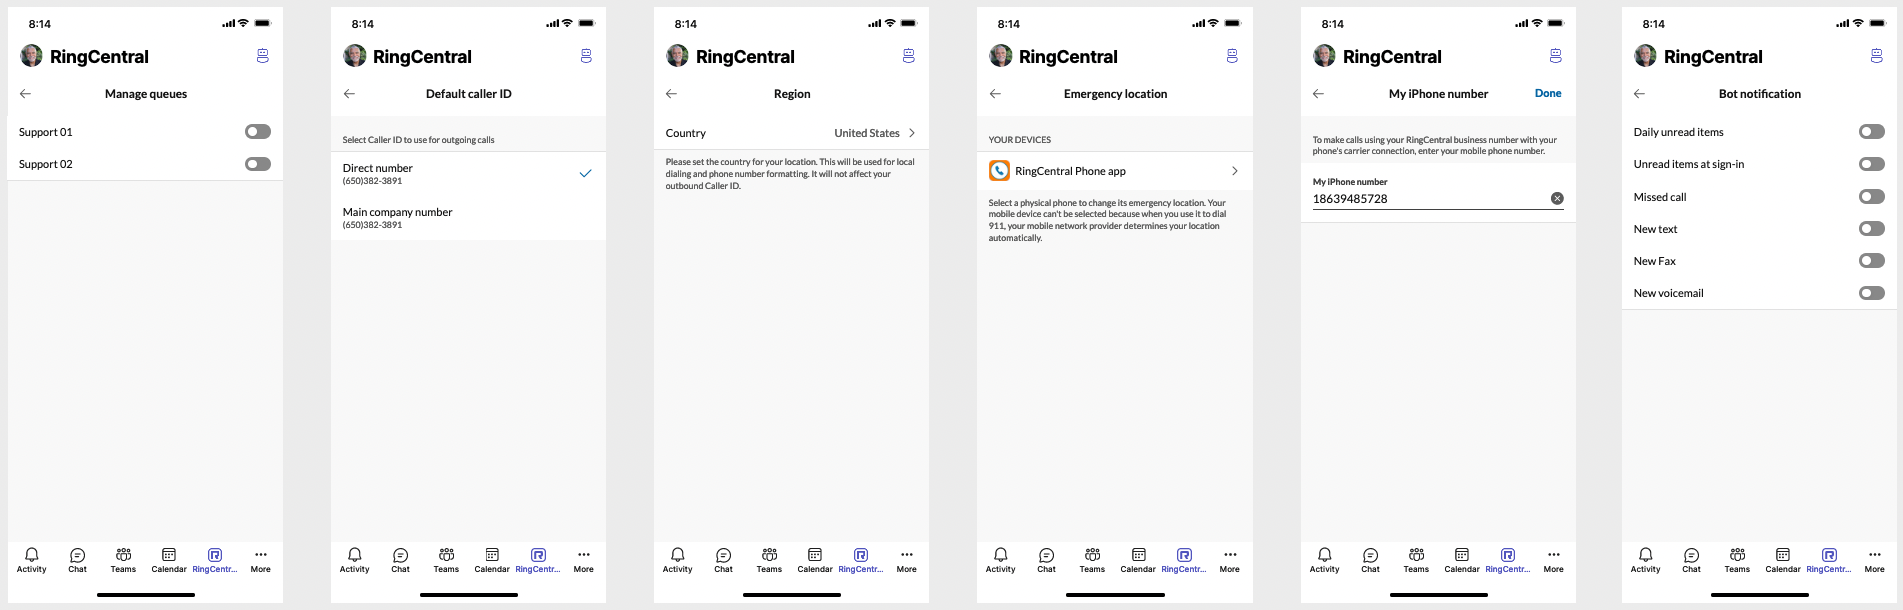 8:14
RingCentral
Manage queues
Support 01
Support 02
Activity
Chat
Teams
Calendar
RingCentr...
More
8:14
RingCentral
Default caller ID
Select Caller ID to use for outgoing calls
Direct number
(650)382-3891
Main company number
(650)382-3891
Activity
Chat
Teams
Calendar
RingCentr...
More
8:14
RingCentral
Region
Country
United States
Please set the country for your location. This will be used for local
dialing and phone number formatting. It will not affect your
outbound Caller ID.
Activity
Chat
Teams
Calendar
RingCentr...
More
8:14
RingCentral
Emergency location
YOUR DEVICES
RingCentral Phone app
Select a physical phone to change its emergency location. Your
mobile device can't be selected because when you use it to dial
911, your mobile network provider determines your location
automatically.
Activity
Chat
Teams
Calendar
RingCentr...
More
8:14
RingCentral
My iPhone number
Done
To make calls using your RingCentral business number with your
phone's carrier connection, enter your mobile phone number.
My iPhone number
18639485728
Activity
Chat
Teams
Calendar
RingCentr...
More
8:14
RingCentral
Bot notification
Daily unread items
Unread items at sign-in
Missed call
New text
New Fax
New voicemail
Activity
Chat
Teams
Calendar
RingCentr...
More